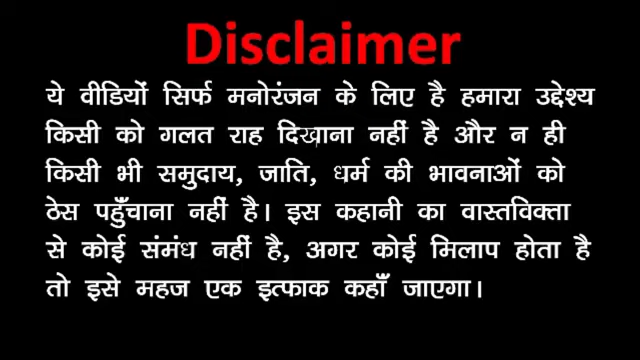 Disclaimer
ये वीडियों सिर्फ मनोरंजन के लिए है हमारा उद्देश्य
किसी को गलत राह दिखाना नहीं है और न ही
किसी भी समुदाय, जाति, धर्म की भावनाओं को
ठेस पहुँचाना नहीं है। इस कहानी का वास्तविक्ता
से कोई संमंध नहीं है, अगर कोई मिलाप होता है
तो इसे महज एक इत्फाक कहाँ जाएगा।